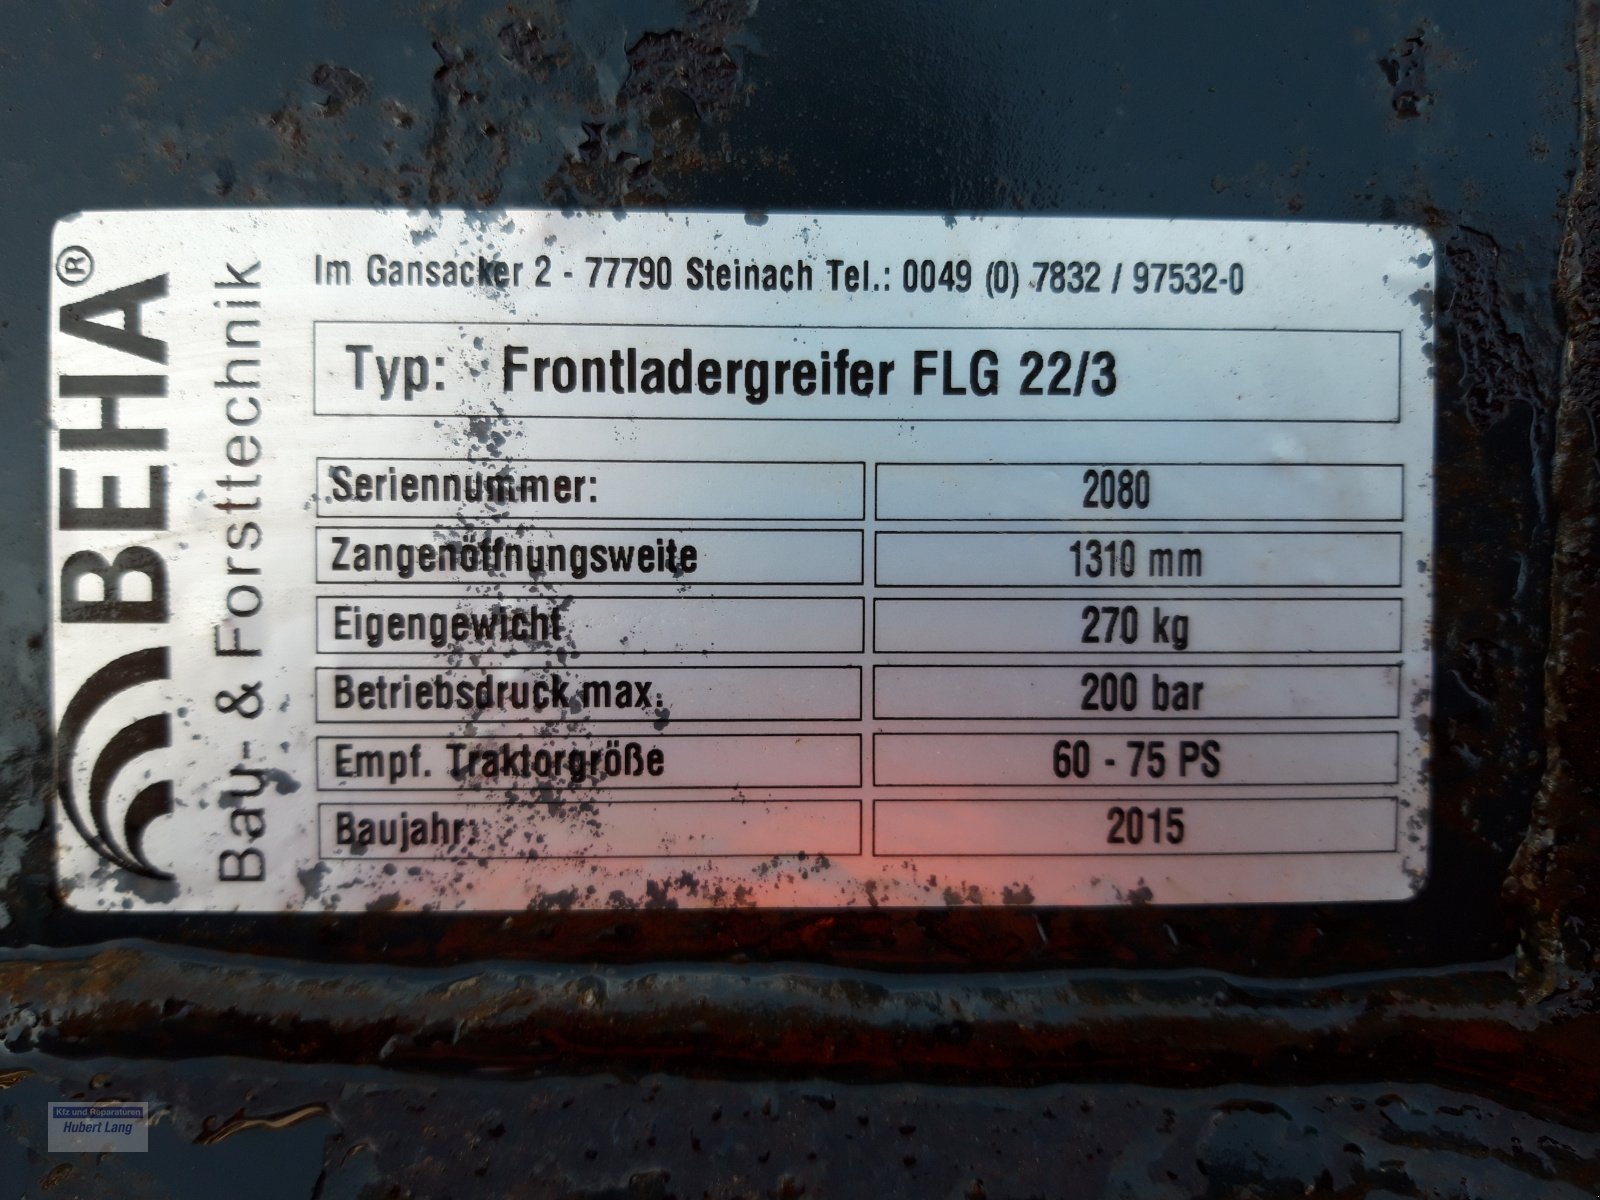 BEHA®
Bau- & Forsttechnik
Im Gansacker 2 - 77790 Steinach Tel.: 0049 (0) 7832 / 97532-0
Typ: Frontladergreifer FLG 22/3
Seriennummer: 2080
Zangenöffnungsweite 1310 mm
Eigengewicht 270 kg
Betriebsdruck max. 200 bar
Empf. Traktorgröße 60 - 75 PS
Baujahr: 2015
Kfz und Reparaturen
Hubert Lang